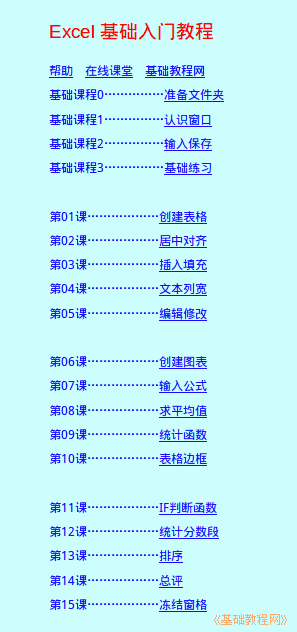 Excel 基础入门教程
帮助 在线课堂 基础教程网
基础课程0···············准备文件夹
基础课程1···············认识窗口
基础课程2···············输入保存
基础课程3···············基础练习
第01课··················创建表格
第02课··················居中对齐
第03课··················插入填充
第04课··················文本列宽
第05课··················编辑修改
第06课··················创建图表
第07课··················输入公式
第08课··················求平均值
第09课··················统计函数
第10课··················表格边框
第11课··················IF判断函数
第12课··················统计分数段
第13课··················排序
第14课··················总评
第15课··················冻结窗格
《基础教程网》